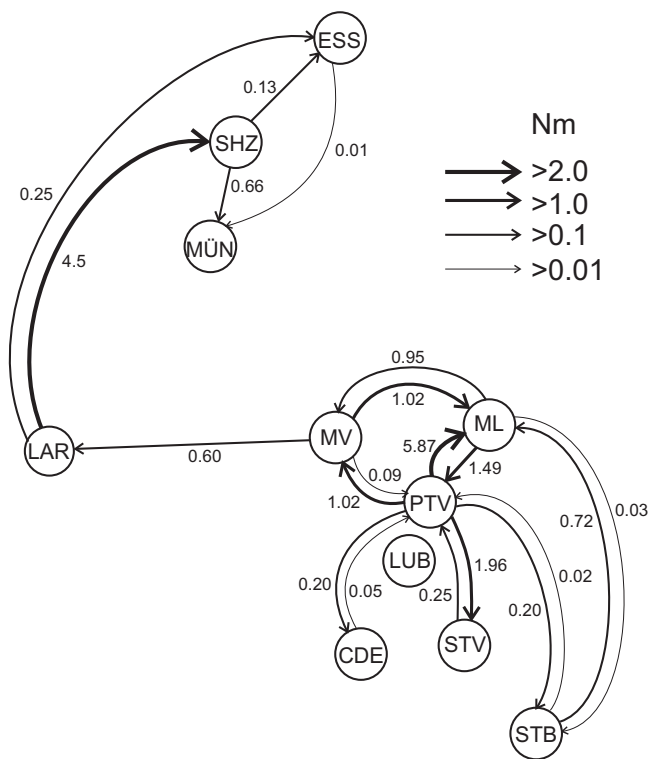 ESS
0.13
SHZ
0.01
0.66
0.25
MÜN
4.5
Nm
>2.0
>1.0
>0.1
>0.01
0.95
1.02
ML
MV
LAR
0.60
5.87
1.49
0.09
1.02
PTV
0.03
0.72
LUB
1.96
0.02
0.20
0.05
0.25
0.20
CDE
STV
STB